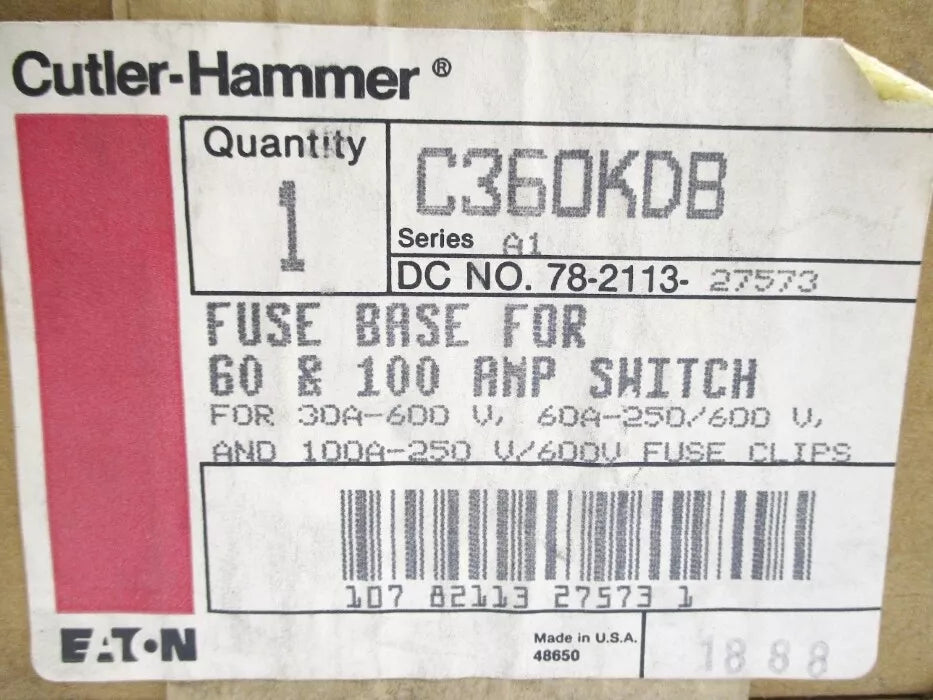 Cutler-Hammer ®
Quantity
1
C360KDB
Series A1
DC NO. 78-2113- 27573
FUSE BASE FOR
60 & 100 AMP SWITCH
FOR 30A-600 V, 60A-250/600 V,
AND 100A-250 V/600V FUSE CLIPS
107 82113 27573 1
EATON
Made in U.S.A.
48650
1888